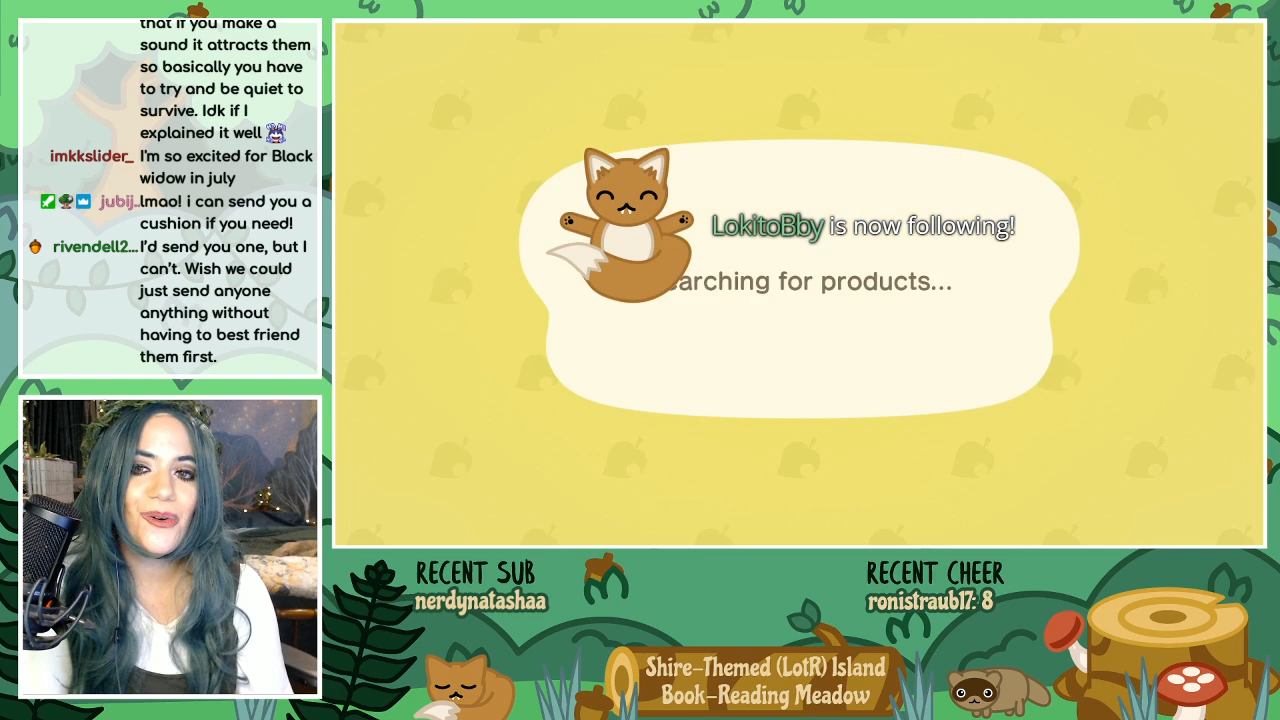 that if you make a
sound it attracts them
so basically you have
to try and be quiet to
survive. Idk if I
explained it well
imkkslider_ I'm so excited for Black
widow in july
jubij.. lmao! i can send you a
cushion if you need!
rivendell2... I'd send you one, but I
can't. Wish we could
just send anyone
anything without
having to best friend
them first.
LokitoBby is now following!
arching for products...
RECENT SUB
nerdynatashaa
RECENT CHEER
ronistraub17: 8
Shire-Themed (LotR) Island
Book-Reading Meadow